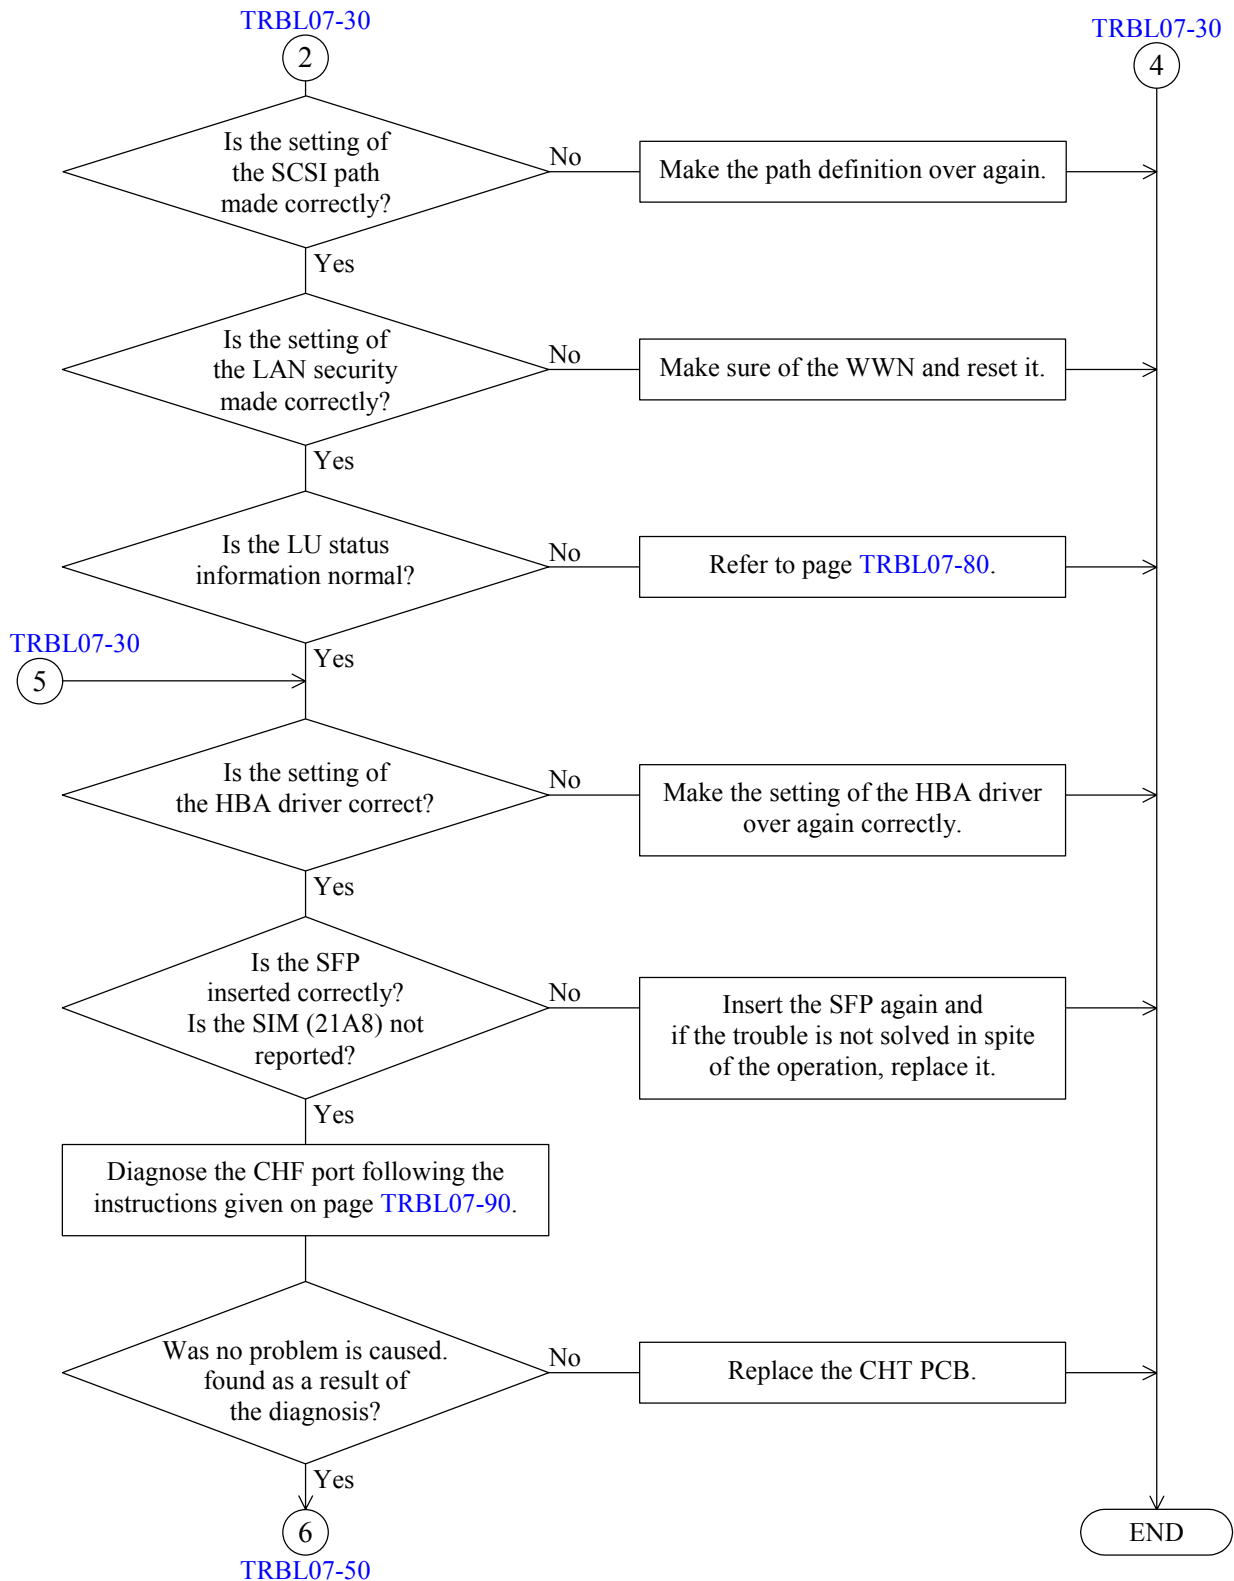 TRBL07-30
2
TRBL07-30
4
Is the setting of
the SCSI path
made correctly?
No
Make the path definition over again.
Yes
Is the setting of
the LAN security
made correctly?
No
Make sure of the WWN and reset it.
Yes
Is the LU status
information normal?
No
Refer to page TRBL07-80.
Yes
TRBL07-30
5
Is the setting of
the HBA driver correct?
No
Make the setting of the HBA driver
over again correctly.
Yes
Is the SFP
inserted correctly?
Is the SIM (21A8) not
reported?
No
Insert the SFP again and
if the trouble is not solved in spite
of the operation, replace it.
Yes
Diagnose the CHF port following the
instructions given on page TRBL07-90.
Was no problem is caused.
found as a result of
the diagnosis?
No
Replace the CHT PCB.
Yes
6
TRBL07-50
END